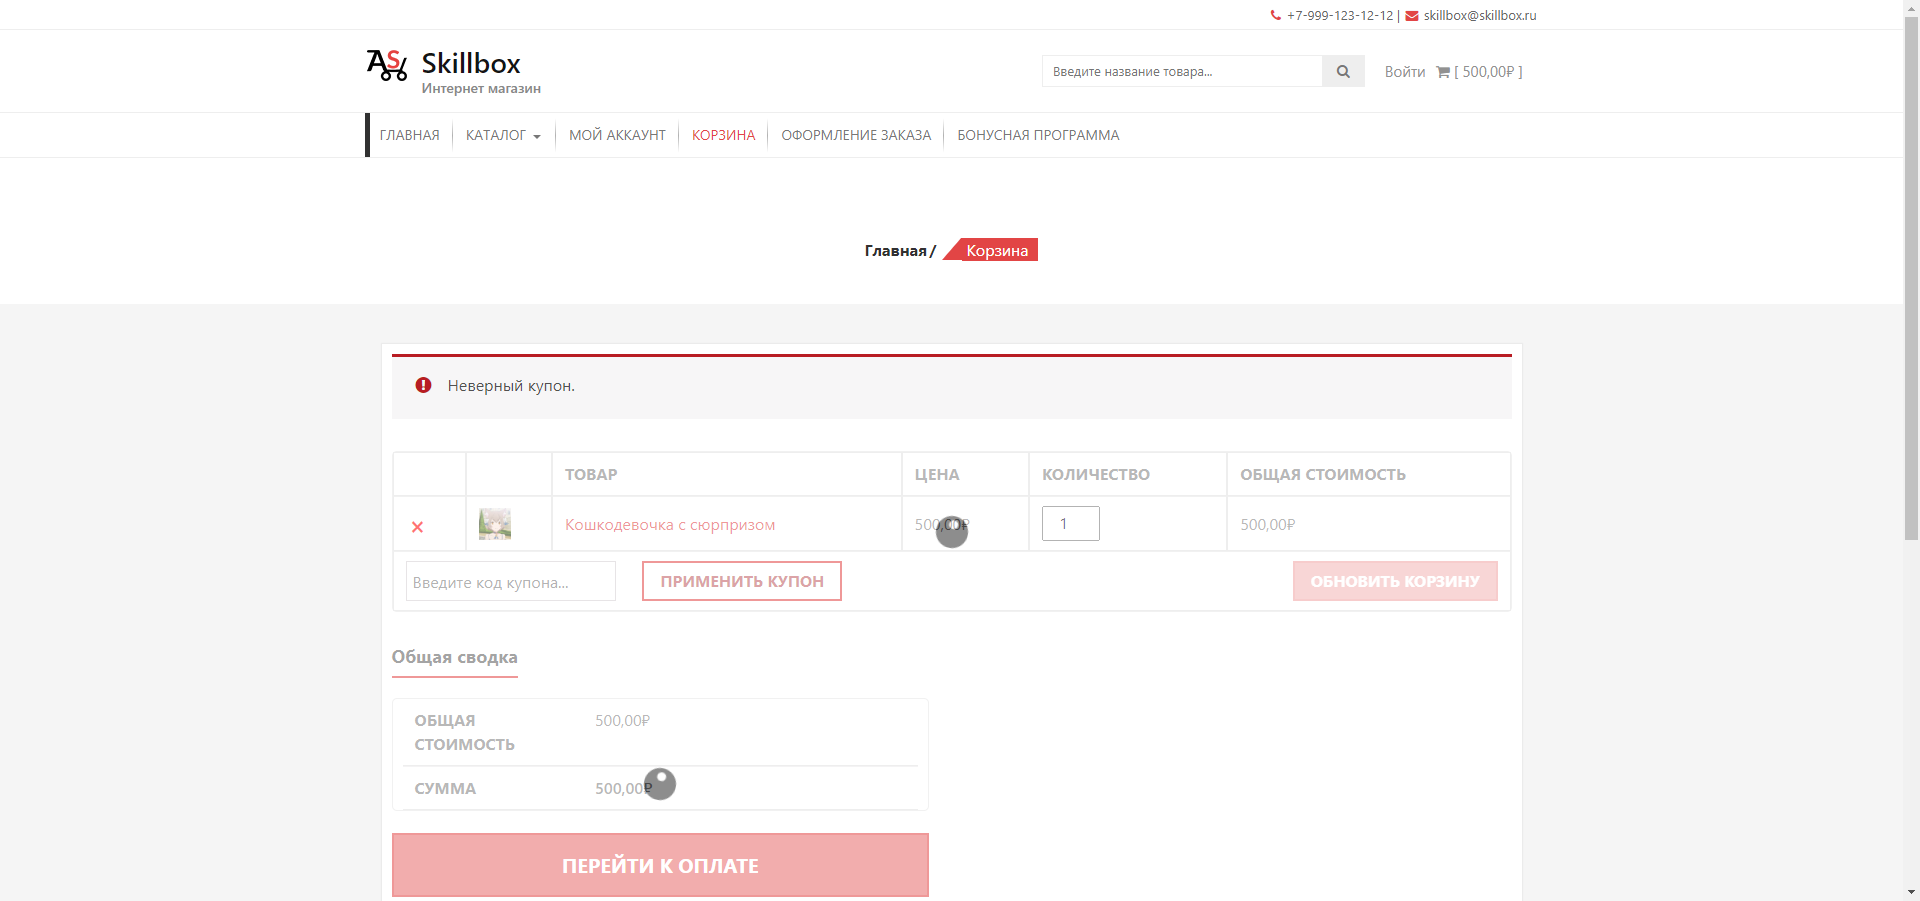 +7-999-123-12-12 | skillbox@skillbox.ru
AS
Skillbox
Интернет магазин
Введите название товара...
Войти [ 500,00₽ ]
ГЛАВНАЯ
КАТАЛОГ
МОЙ АККАУНТ
КОРЗИНА
ОФОРМЛЕНИЕ ЗАКАЗА
БОНУСНАЯ ПРОГРАММА
Главная / Корзина
Неверный купон.
ТОВАР ЦЕНА КОЛИЧЕСТВО ОБЩАЯ СТОИМОСТЬ
Кошкодевочка с сюрпризом 500,00₽ 1 500,00₽
Введите код купона... ПРИМЕНИТЬ КУПОН ОБНОВИТЬ КОРЗИНУ
Общая сводка
ОБЩАЯ 500,00₽
СТОИМОСТЬ
СУММА 500,00₽
ПЕРЕЙТИ К ОПЛАТЕ